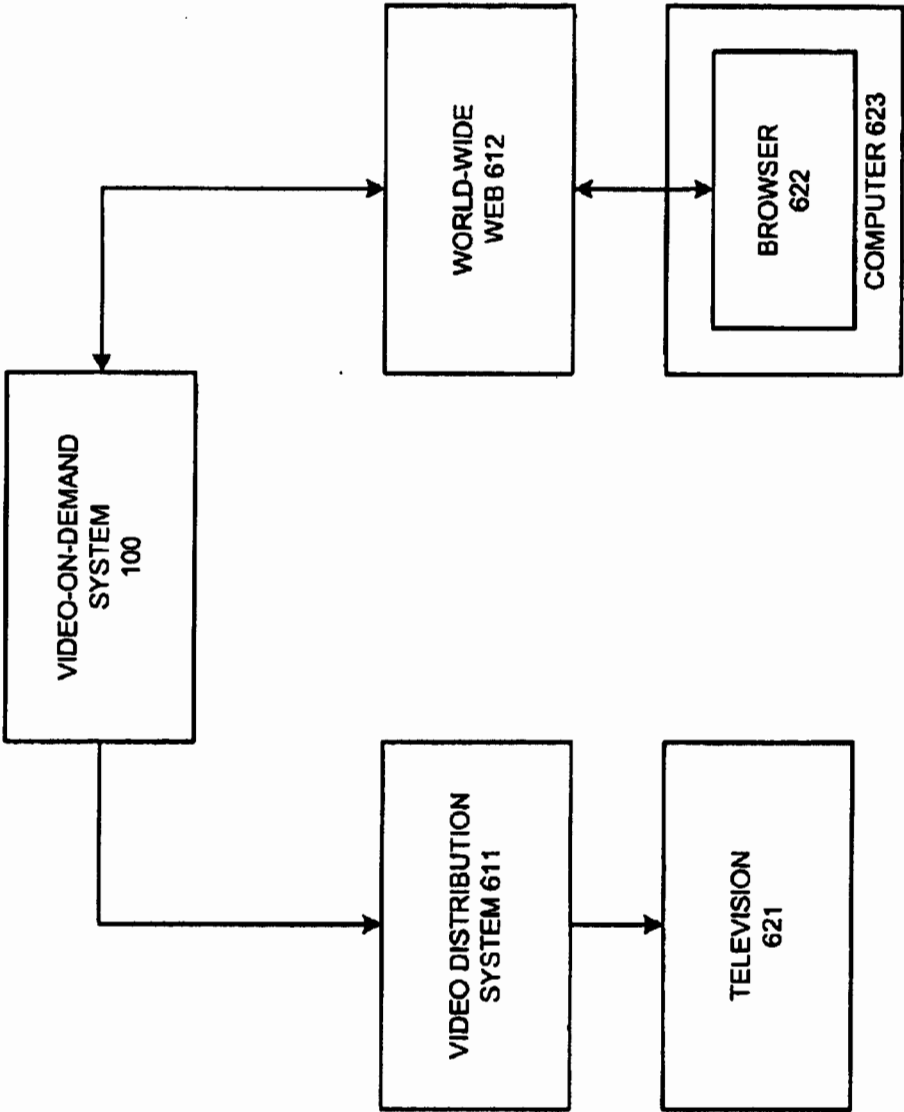 VIDEO-ON-DEMAND
SYSTEM
100
VIDEO DISTRIBUTION
SYSTEM 611
WORLD-WIDE
WEB 612
TELEVISION
621
BROWSER
622
COMPUTER 623